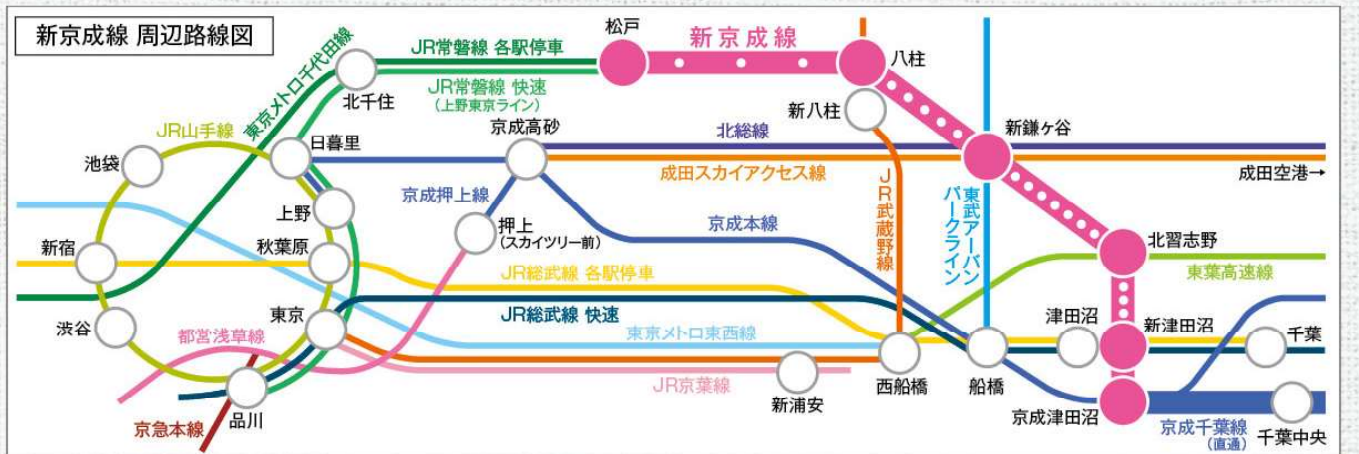 新京成線 周辺路線図
松戸
新京成線
八柱
JR常磐線 各駅停車
JR常磐線 快速
(上野東京ライン)
東京メトロ千代田線
北千住
新八柱
JR山手線
日暮里
京成高砂
北総線
新鎌ヶ谷
池袋
成田スカイアクセス線
成田空港→
上野
京成押上線
押上
(スカイツリー前)
京成本線
JR武蔵野線
東武アーバン
パークライン
北習志野
新宿
秋葉原
JR総武線 各駅停車
東葉高速線
東京
JR総武線 快速
渋谷
都営浅草線
東京メトロ東西線
津田沼
新津田沼
千葉
JR京葉線
西船橋
船橋
新浦安
品川
京急本線
京成津田沼
京成千葉線
(直通)
千葉中央